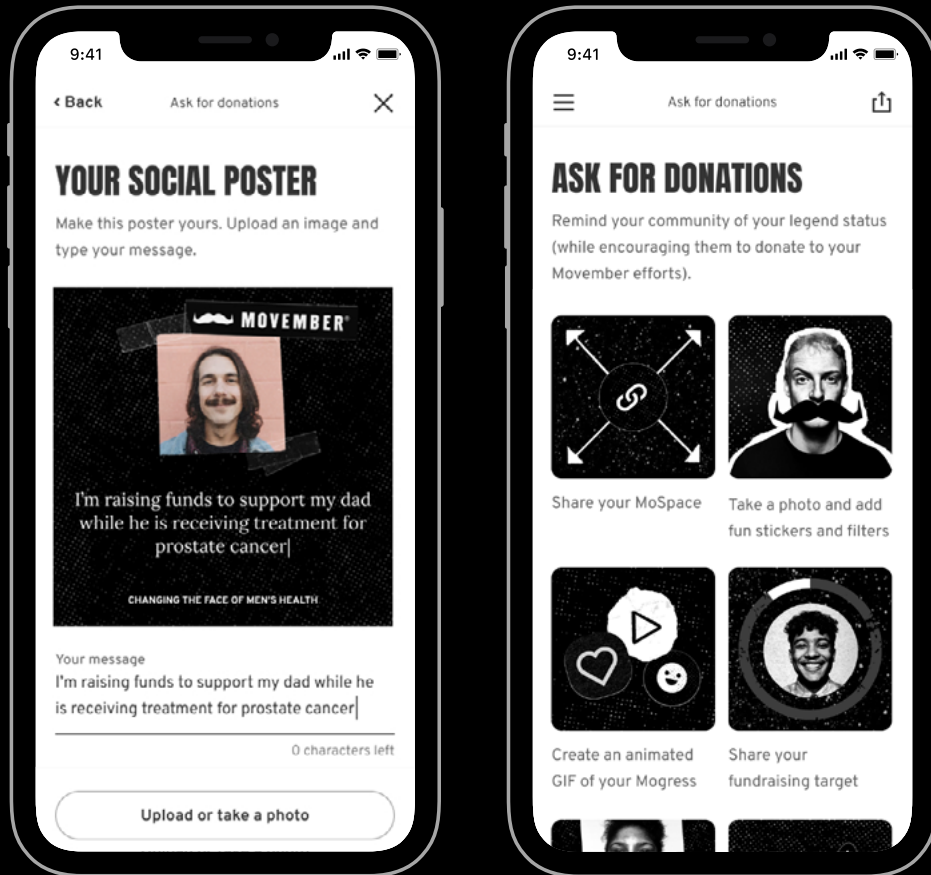 9:41
‹ Back
Ask for donations
YOUR SOCIAL POSTER
Make this poster yours. Upload an image and
type your message.
MOVEMBER®
I'm raising funds to support my dad
while he is receiving treatment for
prostate cancer
CHANGING THE FACE OF MEN'S HEALTH
Your message
I'm raising funds to support my dad while he
is receiving treatment for prostate cancer
0 characters left
Upload or take a photo
9:41
Ask for donations
ASK FOR DONATIONS
Remind your community of your legend status
(while encouraging them to donate to your
Movember efforts).
Share your MoSpace
Take a photo and add
fun stickers and filters
Create an animated
GIF of your Mogress
Share your
fundraising target